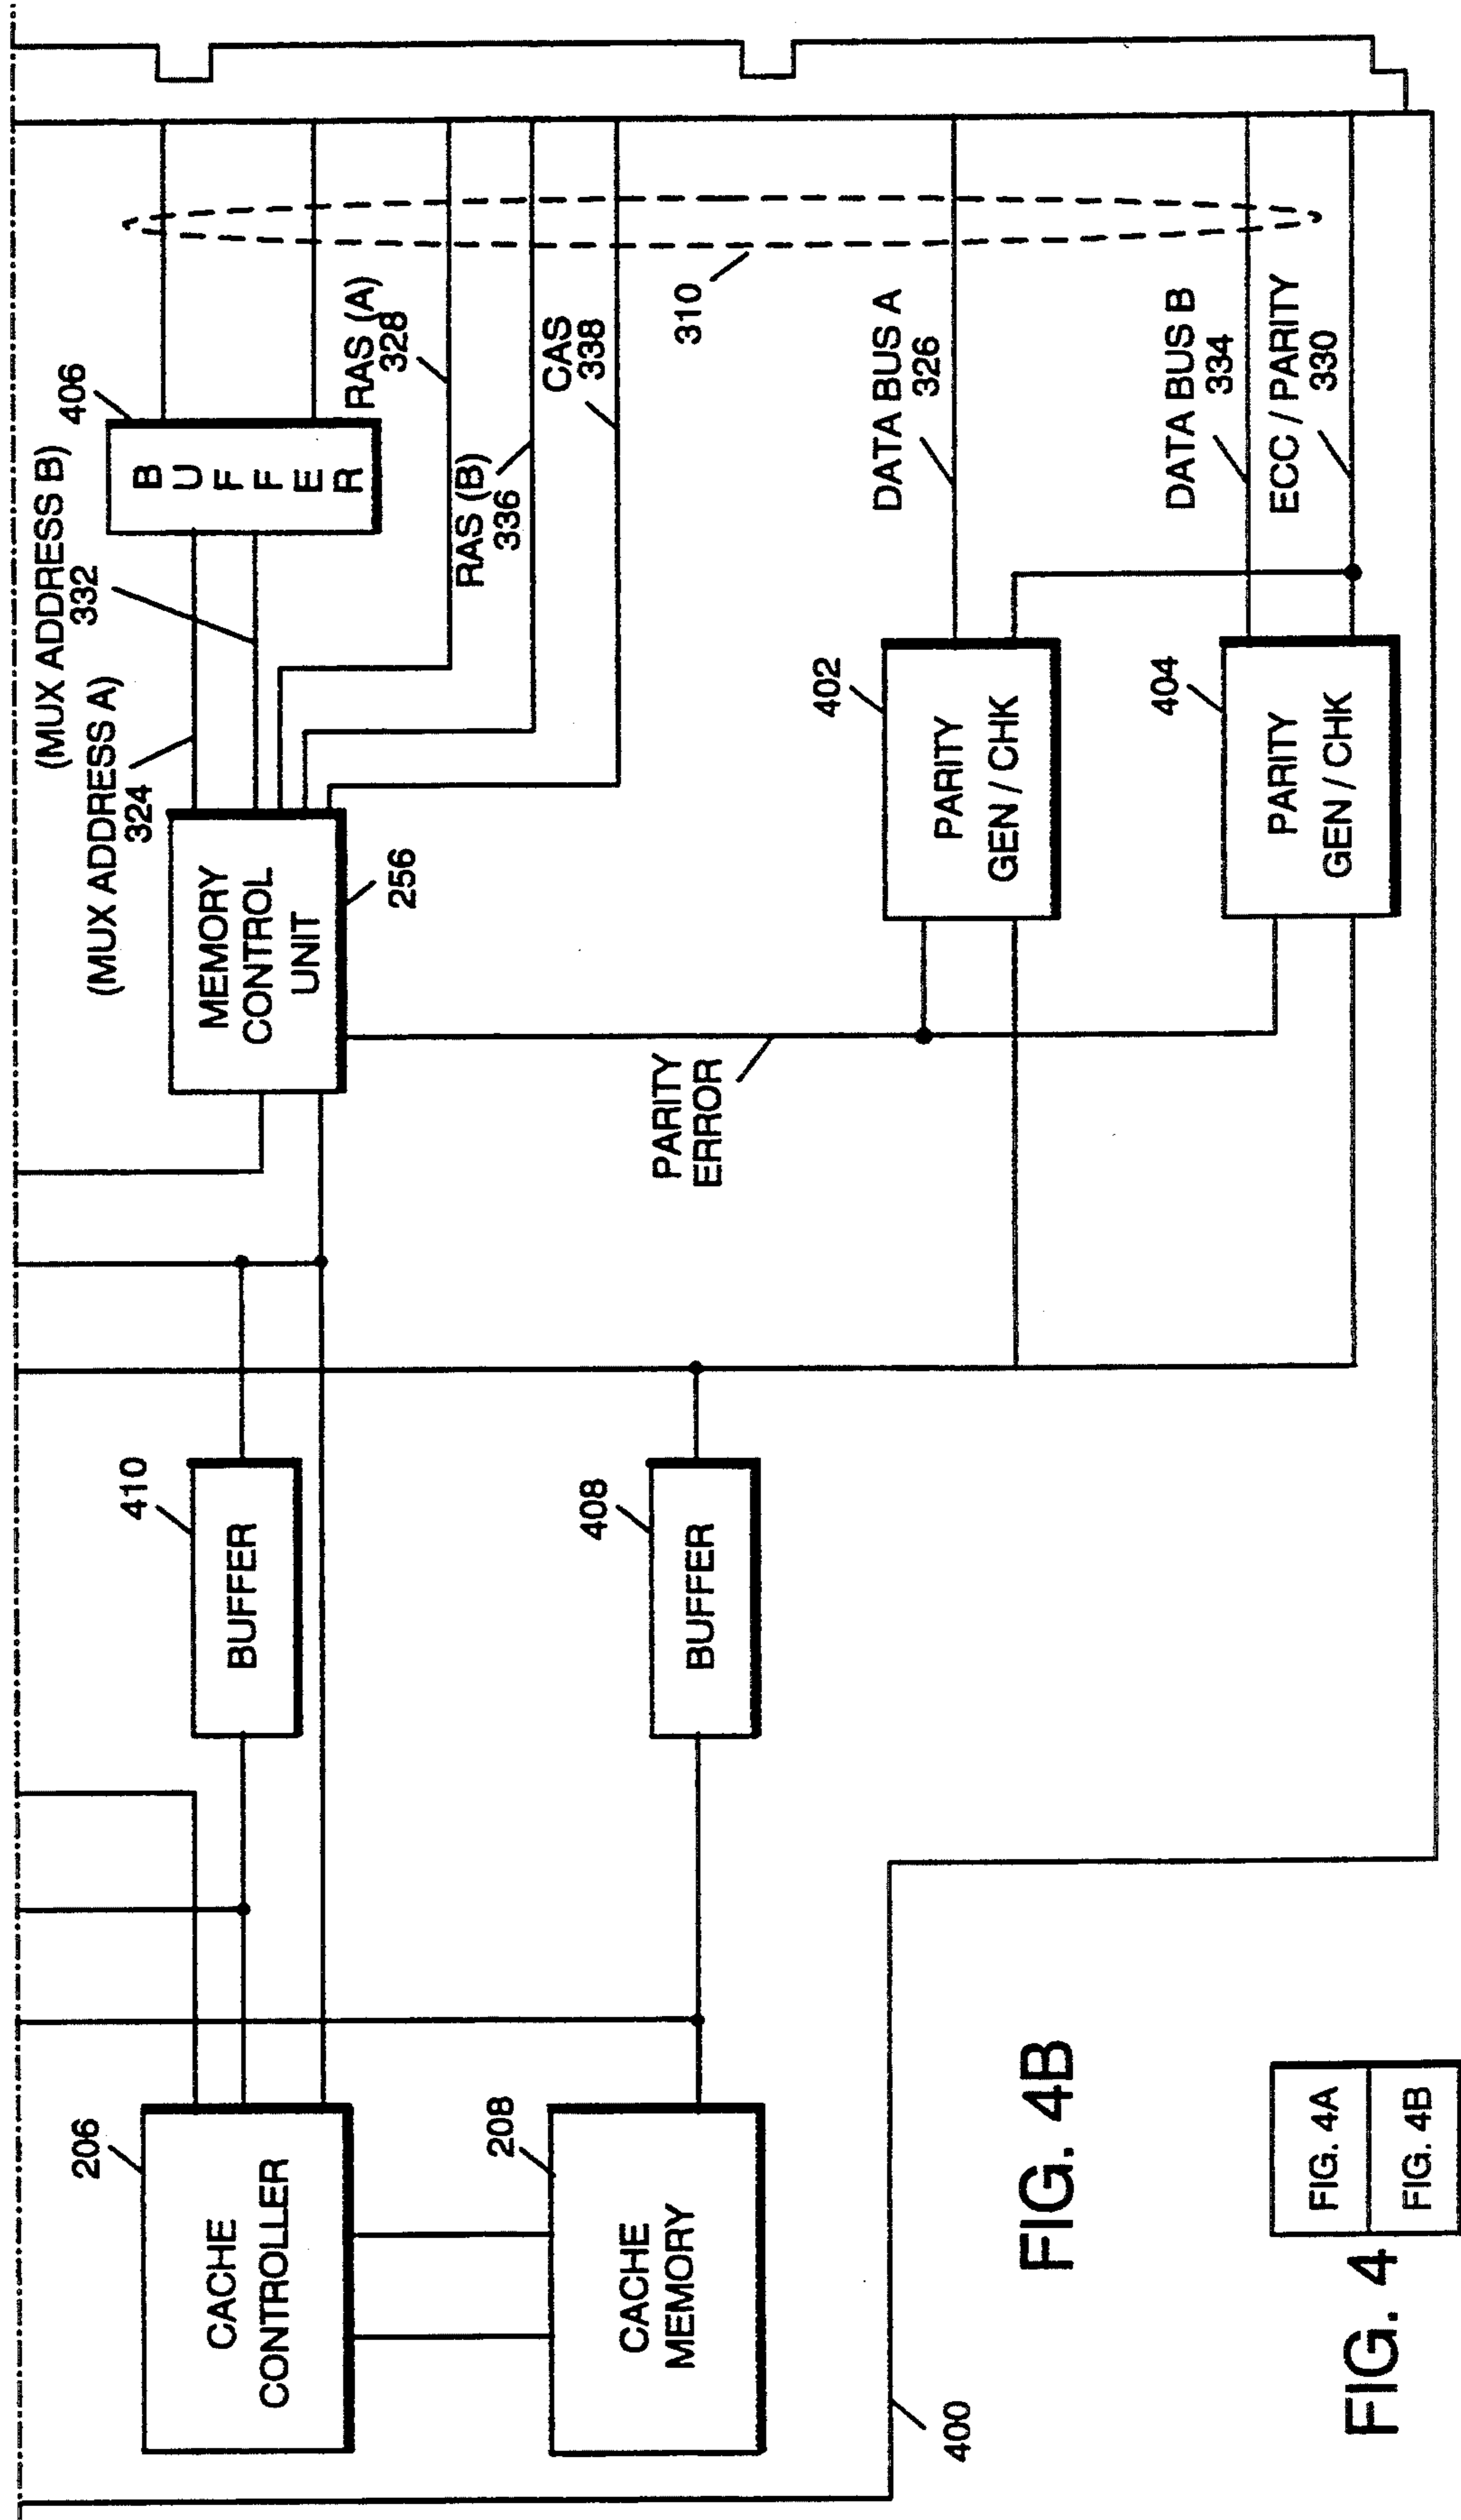 (MUX ADDRESS B)
332
406
(MUX ADDRESS A)
324
BUFFER
RAS (A)
328
MEMORY
CONTROL
UNIT
256
RAS (B)
336
CAS
338
310
410
BUFFER
206
CACHE
CONTROLLER
408
BUFFER
208
CACHE
MEMORY
PARITY
ERROR
DATA BUS A
326
402
PARITY
GEN / CHK
DATA BUS B
334
ECC / PARITY
330
404
PARITY
GEN / CHK
400
FIG. 4B
FIG. 4
FIG. 4A
FIG. 4B